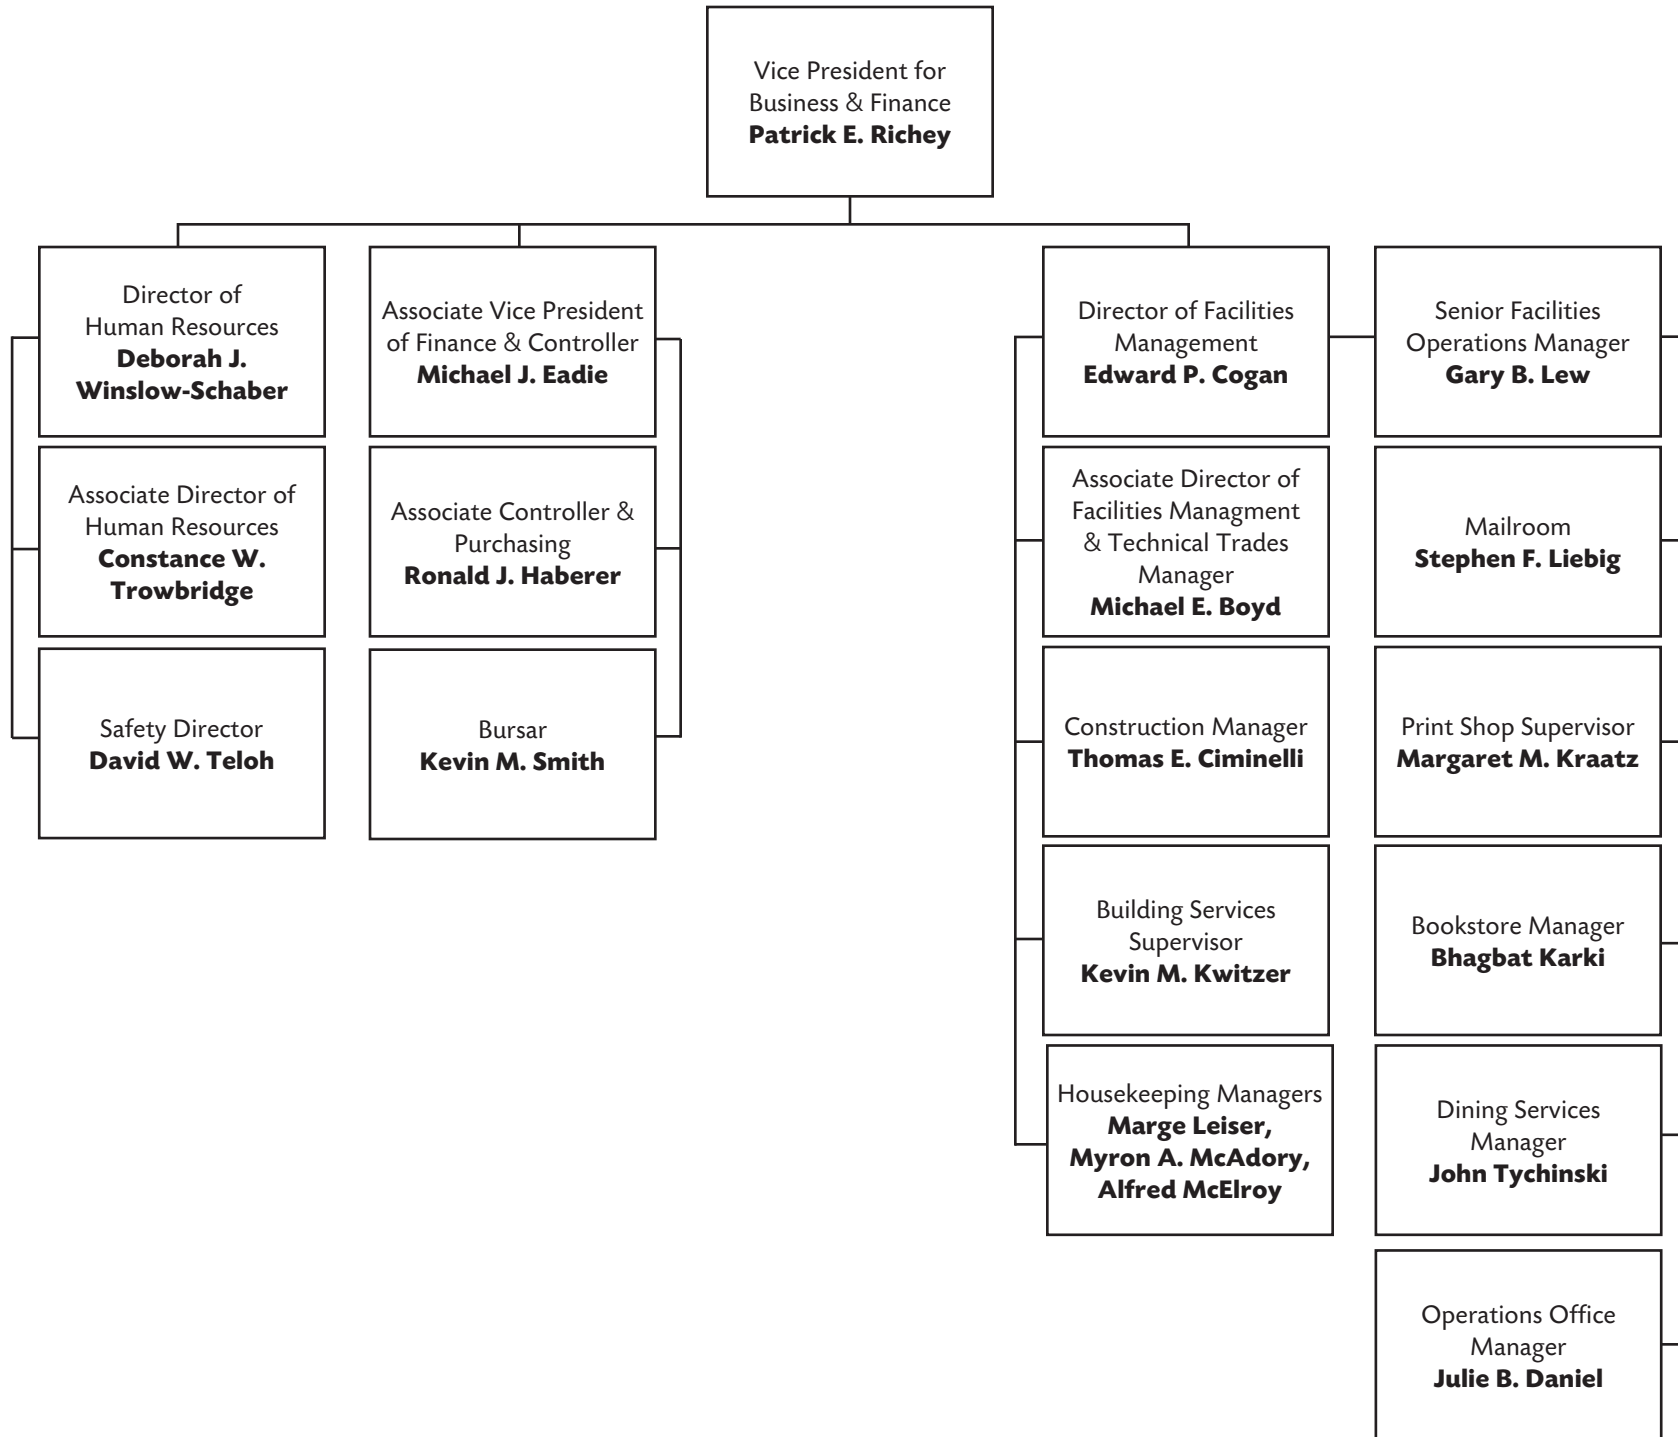 Vice President for
Business & Finance
Patrick E. Richey
Director of
Human Resources
Deborah J.
Winslow-Schaber
Associate Vice President
of Finance & Controller
Michael J. Eadie
Director of Facilities
Management
Edward P. Cogan
Senior Facilities
Operations Manager
Gary B. Lew
Associate Director of
Human Resources
Constance W.
Trowbridge
Associate Controller &
Purchasing
Ronald J. Haberer
Associate Director of
Facilities Managment
& Technical Trades
Manager
Michael E. Boyd
Mailroom
Stephen F. Liebig
Safety Director
David W. Teloh
Bursar
Kevin M. Smith
Construction Manager
Thomas E. Ciminelli
Print Shop Supervisor
Margaret M. Kraatz
Building Services
Supervisor
Kevin M. Kwitzer
Bookstore Manager
Bhagbat Karki
Housekeeping Managers
Marge Leiser,
Myron A. McAdory,
Alfred McElroy
Dining Services
Manager
John Tychinski
Operations Office
Manager
Julie B. Daniel